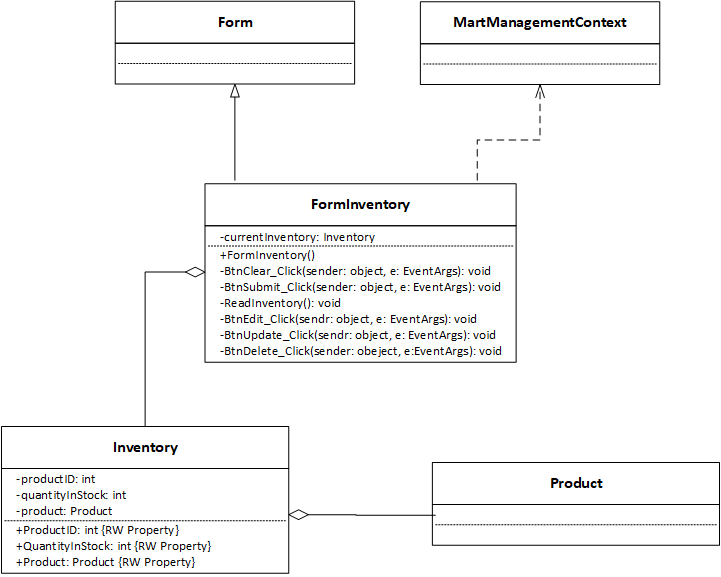 Form
MartManagementContext
FormInventory
-currentInventory: Inventory
+FormInventory()
-BtnClear_Click(sender: object, e: EventArgs): void
-BtnSubmit_Click(sender: object, e: EventArgs): void
-ReadInventory(): void
-BtnEdit_Click(sendr: object, e: EventArgs): void
-BtnUpdate_Click(sendr: object, e: EventArgs): void
-BtnDelete_Click(sender: obeject, e:EventArgs): void
Inventory
-productID: int
-quantityInStock: int
-product: Product
+ProductID: int {RW Property}
+QuantityInStock: int {RW Property}
+Product: Product {RW Property}
Product